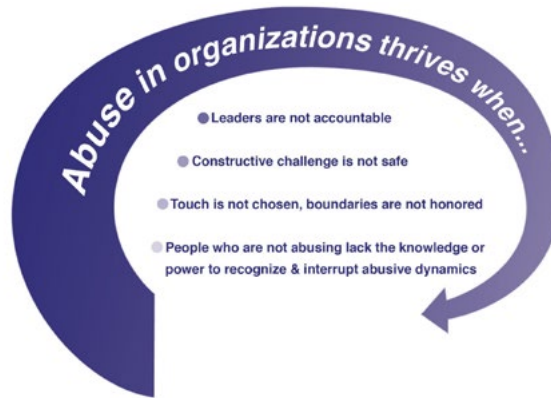 Abuse in organizations thrives when...
Leaders are not accountable
Constructive challenge is not safe
Touch is not chosen, boundaries are not honored
People who are not abusing lack the knowledge or
power to recognize & interrupt abusive dynamics